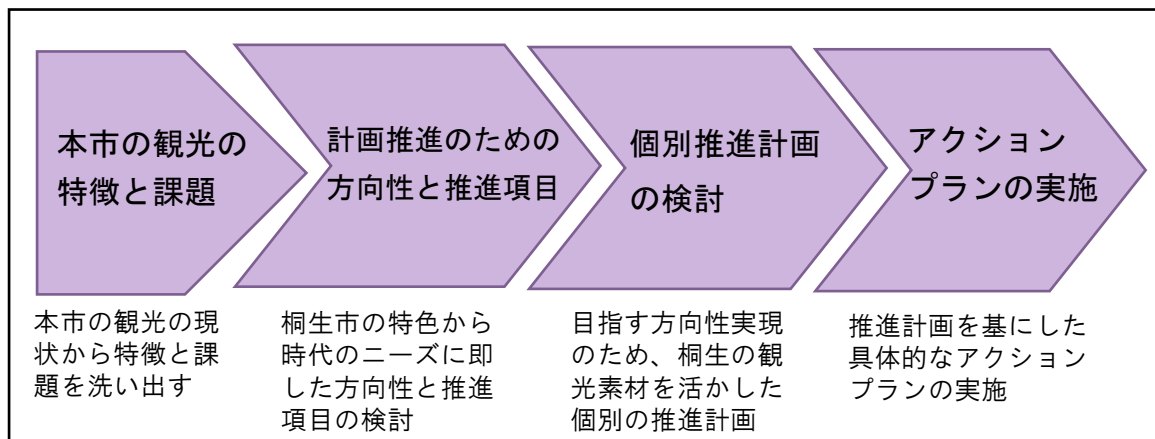 本市の観光の
特徴と課題
計画推進のための
方向性と推進項目
個別推進計画
の検討
アクション
プランの実施
本市の観光の現
状から特徴と課
題を洗い出す
桐生市の特色から
時代のニーズに即
した方向性と推進
項目の検討
目指す方向性実現
のため、桐生の観
光素材を活かした
個別の推進計画
推進計画を基にした
具体的なアクション
プランの実施